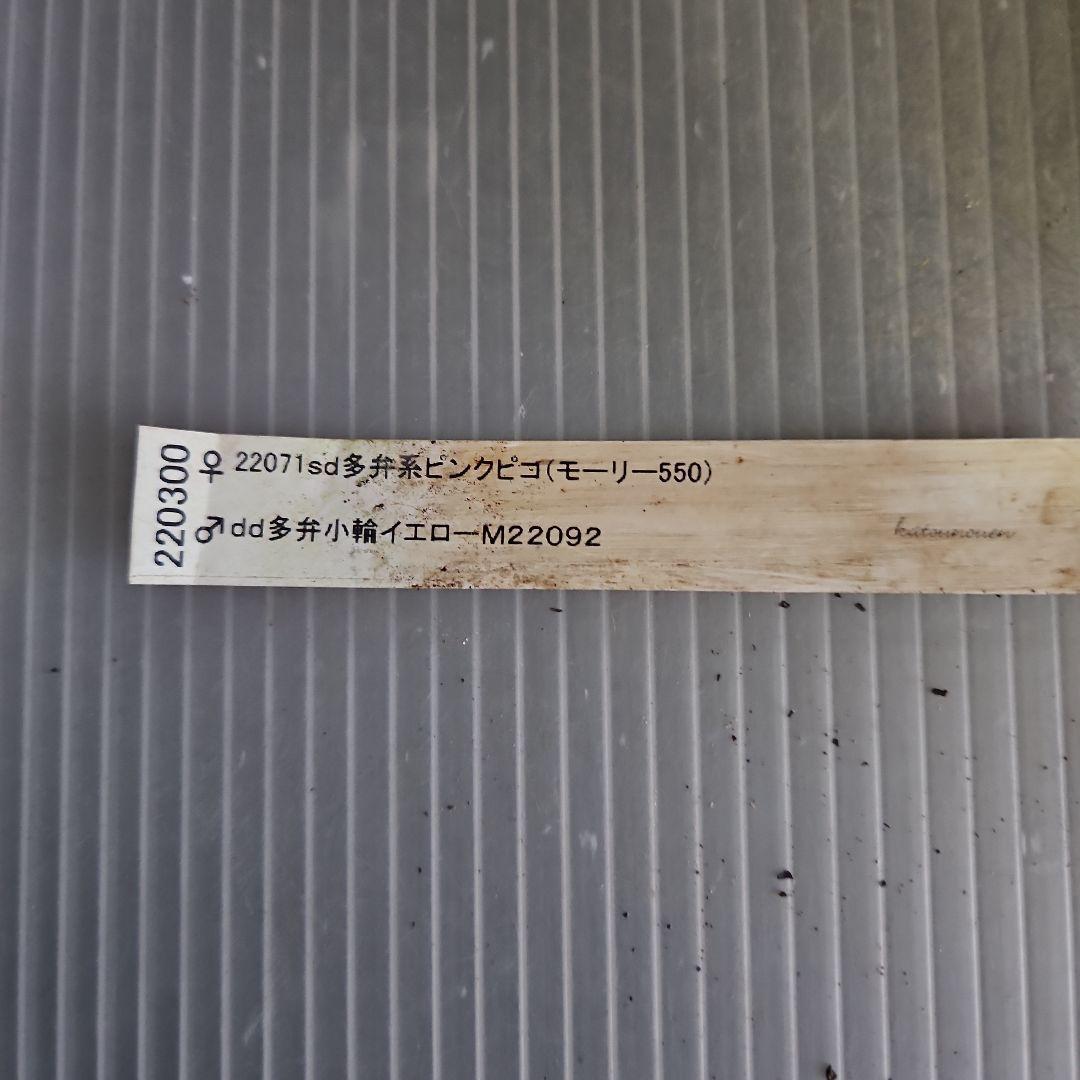 220300
♀ 22071sd多弁系ピンクピコ(モーリー550)
♂dd多弁小輪イエローM22092
katounouen